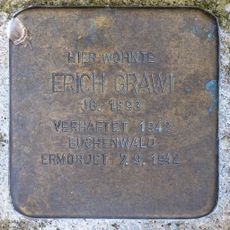 HIER WOHNTE
ERICH GRAWI
JG. 1893
VERHAFTET 1942
BUCHENWALD
ERMORDET 2.9.1942